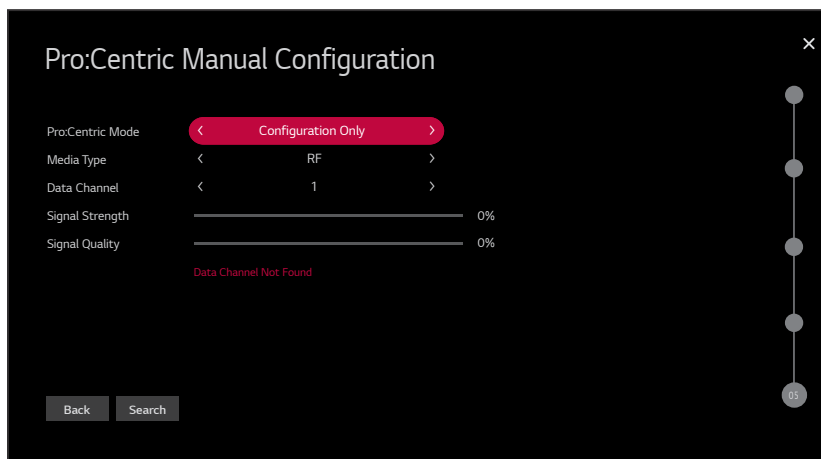 Pro:Centric Manual Configuration
Pro:Centric Mode < Configuration Only >
Media Type < RF >
Data Channel < 1 >
Signal Strength 0%
Signal Quality 0%
Data Channel Not Found
05
Back Search